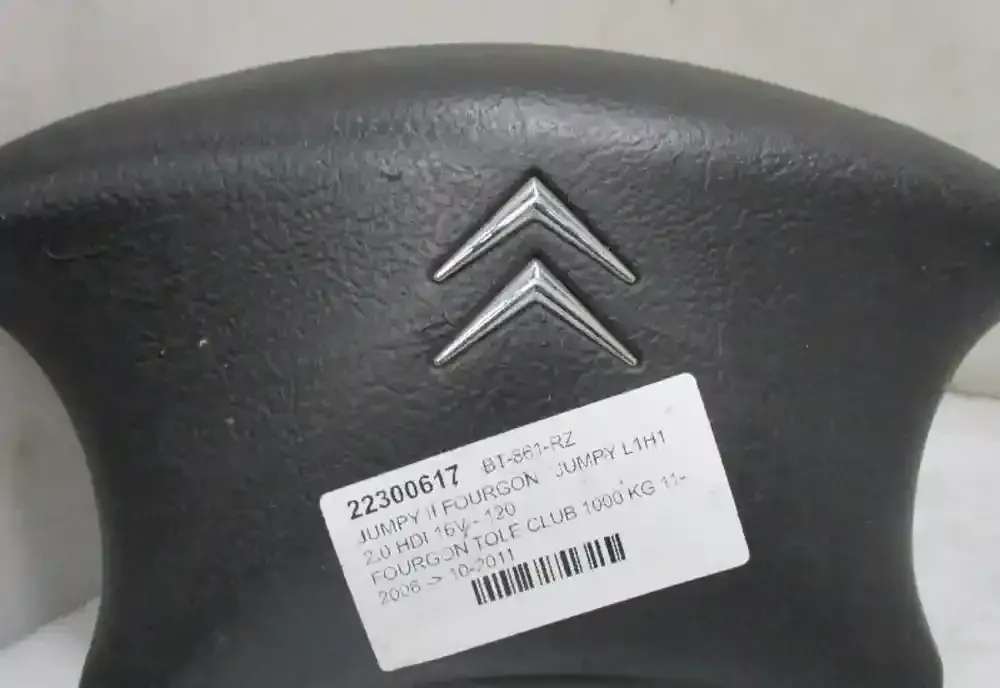 22300617 BT-861-RZ
JUMPY II FOURGON JUMPY L1H1
2.0 HDI 16V - 120
FOURGON TOLE CLUB 1000 KG 11-
2006 -> 10-2011